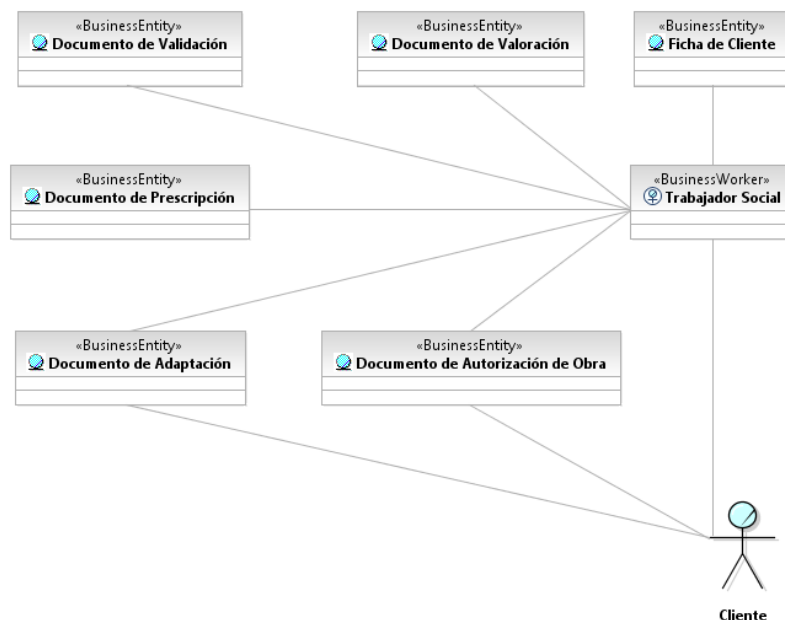 «BusinessEntity»
Documento de Validación
«BusinessEntity»
Documento de Valoración
«BusinessEntity»
Ficha de Cliente
«BusinessEntity»
Documento de Prescripción
«BusinessWorker»
Trabajador Social
«BusinessEntity»
Documento de Adaptación
«BusinessEntity»
Documento de Autorización de Obra
Cliente